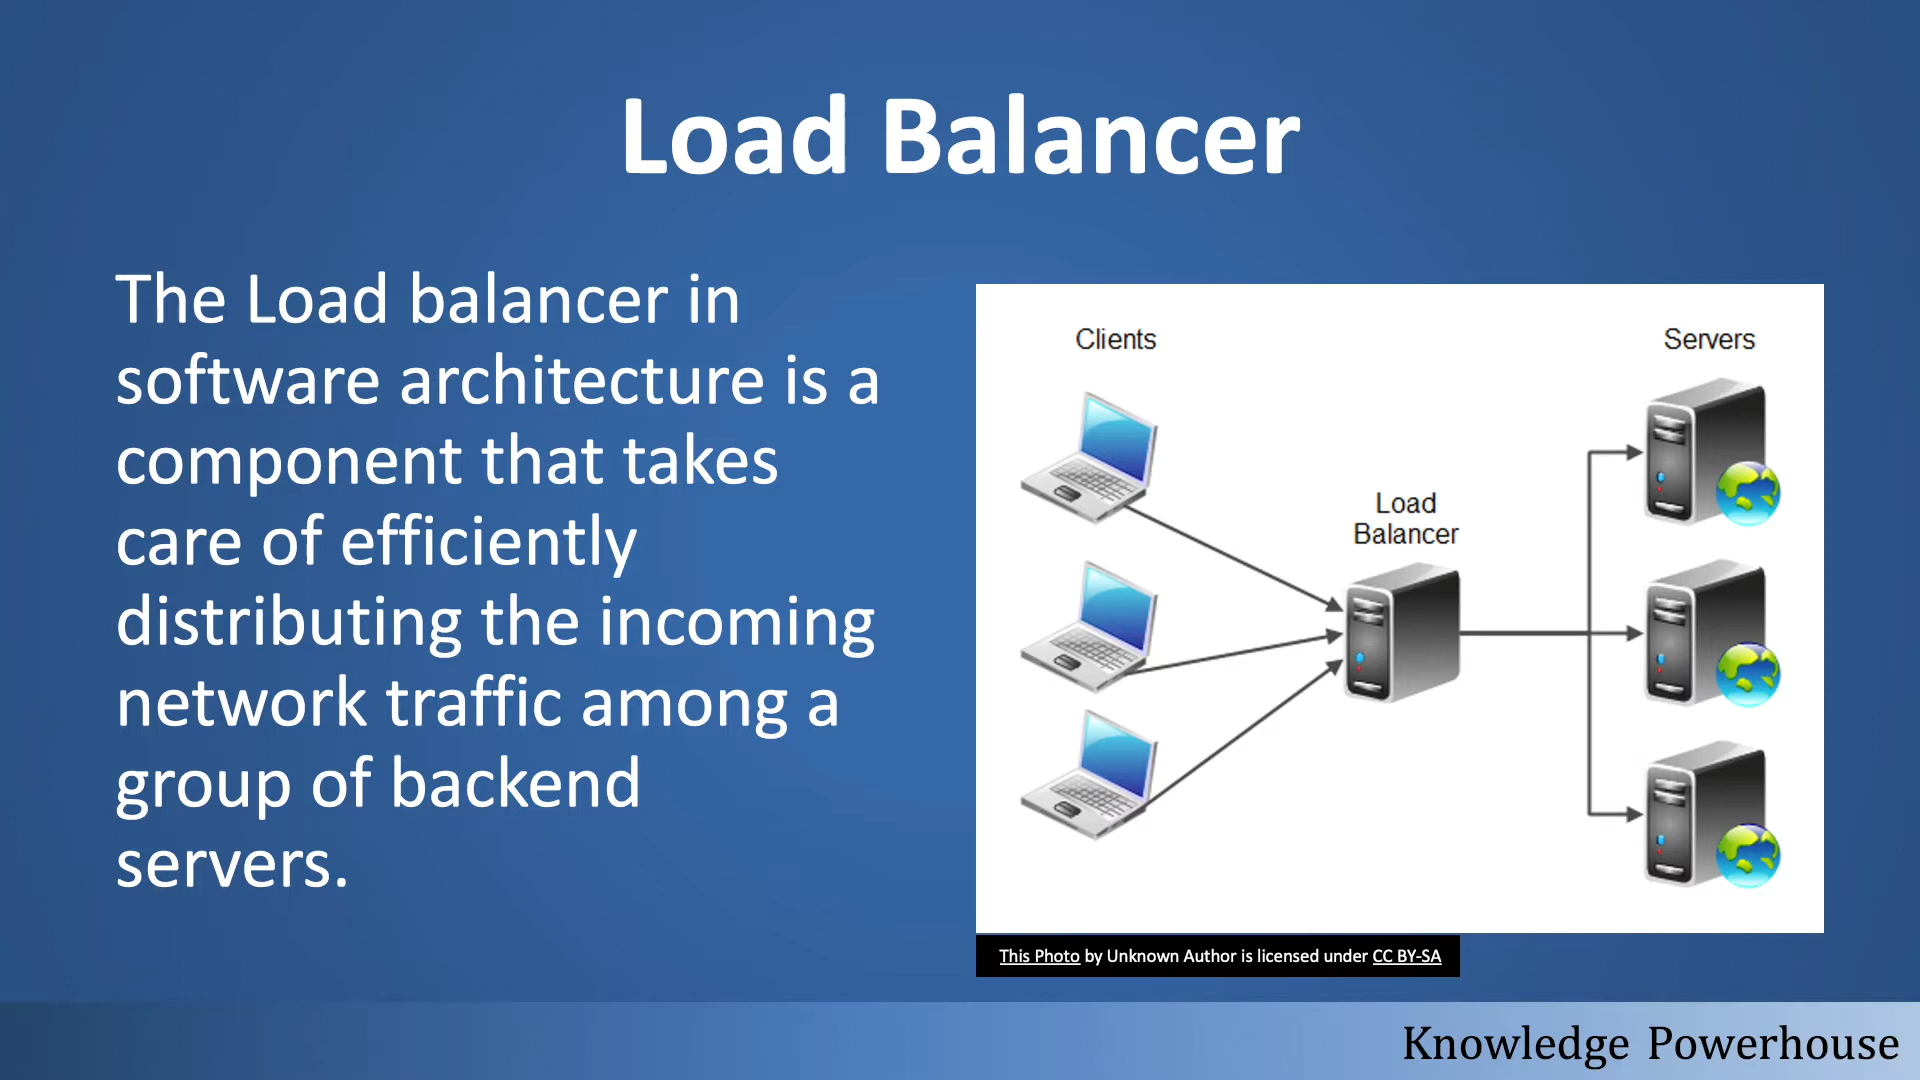 Load Balancer
The Load balancer in
software architecture is a
component that takes
care of efficiently
distributing the incoming
network traffic among a
group of backend
servers.
Clients
Servers
Load
Balancer
This Photo by Unknown Author is licensed under CC BY-SA
Knowledge Powerhouse